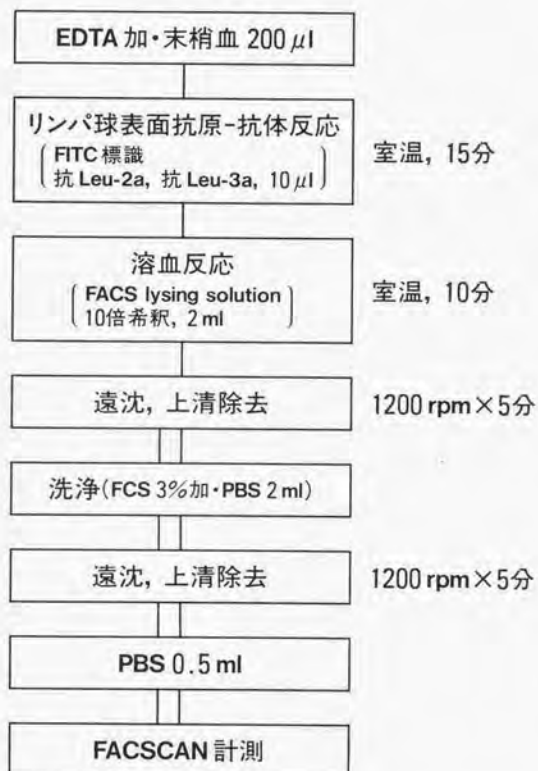 EDTA 加・末梢血 200 μl
リンパ球表面抗原-抗体反応
FITC 標識
抗 Leu-2a, 抗 Leu-3a, 10 μl
室温, 15分
溶血反応
FACS lysing solution
10倍希釈, 2 ml
室温, 10分
遠沈, 上清除去
1200 rpm×5分
洗浄(FCS 3%加・PBS 2 ml)
遠沈, 上清除去
1200 rpm×5分
PBS 0.5 ml
FACSCAN 計測